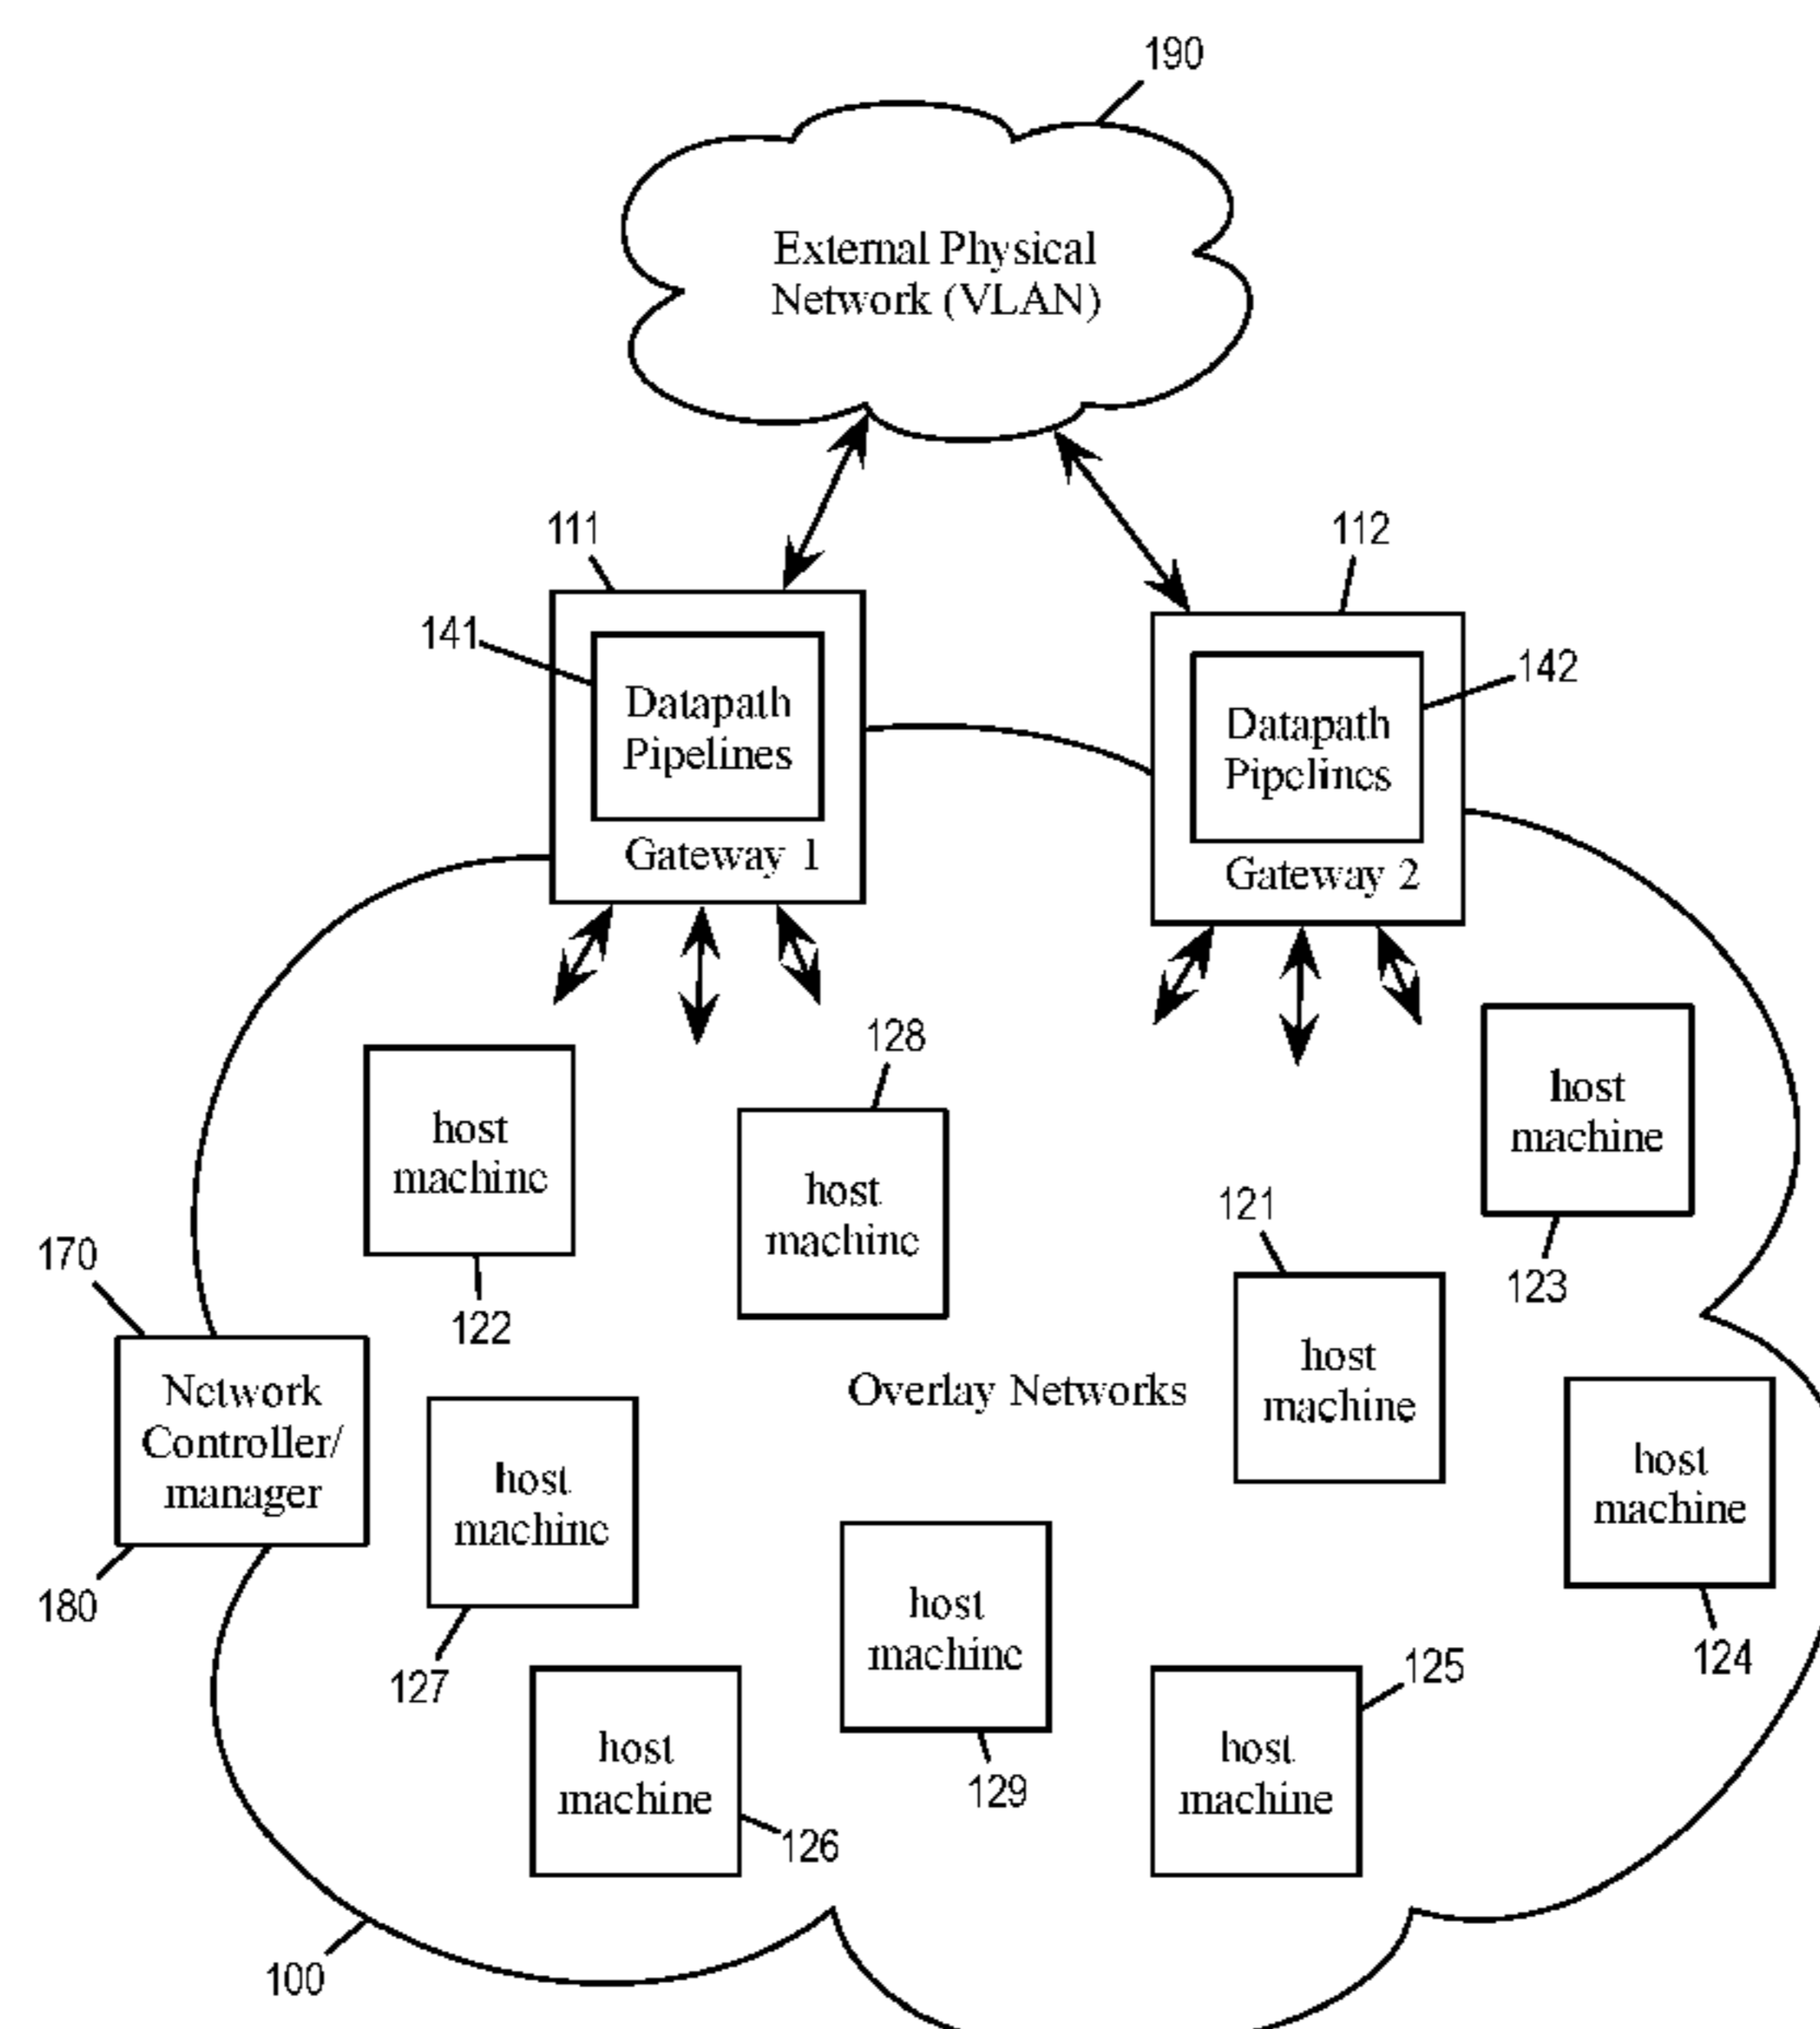 190
External Physical
Network (VLAN)
111
112
141
142
Datapath
Pipelines
Gateway 1
Datapath
Pipelines
Gateway 2
128
host
machine
122
host
machine
host
machine
123
121
host
machine
170
Network
Controller/
manager
180
Overlay Networks
host
machine
127
host
machine
124
host
machine
129
host
machine
126
125
host
machine
100